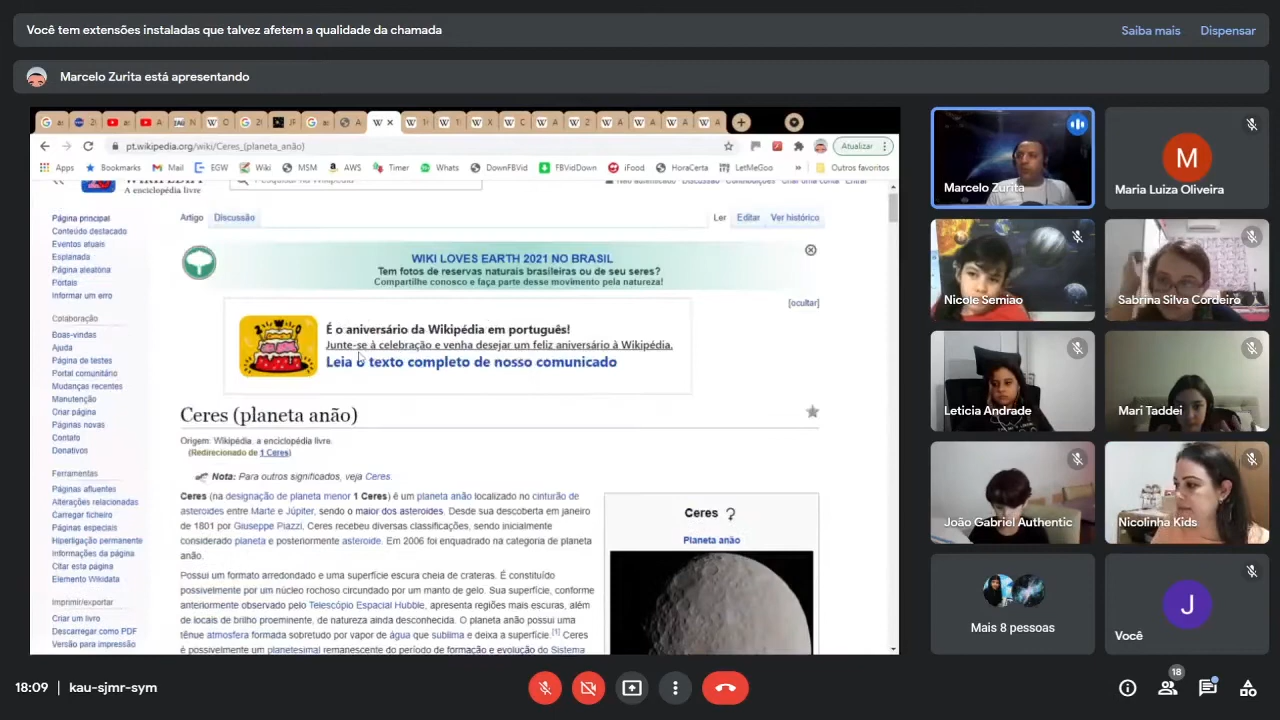 Você tem extensões instaladas que talvez afetem a qualidade da chamada
Saiba mais
Dispensar
Marcelo Zurita está apresentando
pt.wikipedia.org/wiki/Ceres_(planeta_anão)
Atualizar
Apps
Bookmarks
Mail
EGW
Wiki
MSM
AWS
Timer
Whats
DownFBVid
FBVidDown
iFood
HoraCerta
LetMeGoo
»
Outros favoritos
A enciclopédia livre
Artigo
Discussão
Ler
Editar
Ver histórico
Página principal
Conteúdo destacado
Eventos atuais
Esplanada
Página aleatória
Portais
Informar um erro
Colaboração
Boas-vindas
Ajuda
Página de testes
Portal comunitário
Mudanças recentes
Manutenção
Criar página
Páginas novas
Contato
Donativos
Ferramentas
Páginas afluentes
Alterações relacionadas
Carregar ficheiro
Páginas especiais
Hiperligação permanente
Informações da página
Citar esta página
Elemento Wikidata
Imprimir/exportar
Criar um livro
Descarregar como PDF
Versão para impressão
WIKI LOVES EARTH 2021 NO BRASIL
Tem fotos de reservas naturais brasileiras ou de seus seres?
Compartilhe conosco e faça parte desse movimento pela natureza!
[ocultar]
É o aniversário da Wikipédia em português!
Junte-se à celebração e venha desejar um feliz aniversário à Wikipédia.
Leia o texto completo de nosso comunicado
Ceres (planeta anão)
Origem: Wikipédia, a enciclopédia livre.
(Redirecionado de 1 Ceres)
Nota: Para outros significados, veja Ceres.
Ceres (na designação de planeta menor 1 Ceres) é um planeta anão localizado no cinturão de
asteroides entre Marte e Júpiter, sendo o maior dos asteroides. Desde sua descoberta em janeiro
de 1801 por Giuseppe Piazzi, Ceres recebeu diversas classificações, sendo inicialmente
considerado planeta e posteriormente asteroide. Em 2006 foi enquadrado na categoria de planeta
anão.
Possui um formato arredondado e uma superfície escura cheia de crateras. É constituído
possivelmente por um núcleo rochoso circundado por um manto de gelo. Sua superfície, conforme
anteriormente observado pelo Telescópio Espacial Hubble, apresenta regiões mais escuras, além
de locais de brilho proeminente, de natureza ainda desconhecida. O planeta anão possui uma
tênue atmosfera formada sobretudo por vapor de água que sublima e deixa a superfície.[1] Ceres
é possivelmente um planetesimal remanescente do período de formação e evolução do Sistema
Ceres
Planeta anão
Marcelo Zurita
M
Maria Luiza Oliveira
Nicole Semião
Sabrina Silva Cordeiro
Leticia Andrade
Mari Taddei
João Gabriel Authentic
Nicolinha Kids
Mais 8 pessoas
J
Você
18:09 | kau-sjmr-sym
18